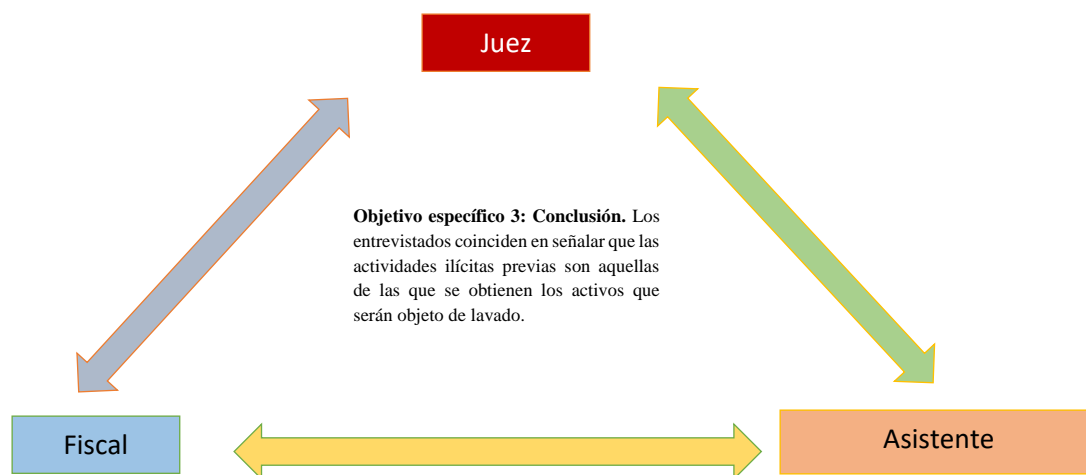 Juez
Objetivo específico 3: Conclusión. Los
entrevistados coinciden en señalar que las
actividades ilícitas previas son aquellas
de las que se obtienen los activos que
serán objeto de lavado.
Fiscal
Asistente